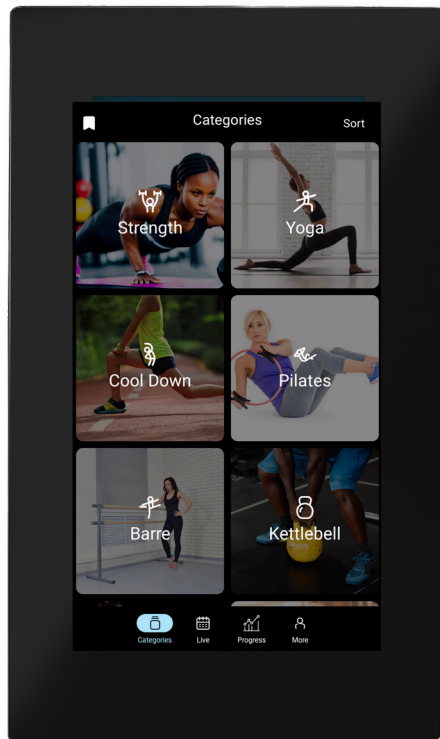 Categories
Sort
Strength
Yoga
Cool Down
Pilates
Barre
Kettlebell
Categories
Live
Progress
More